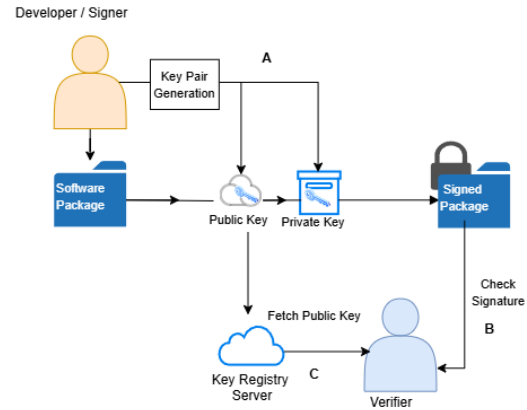 Developer / Signer
A
Key Pair
Generation
Software
Package
Public Key
Private Key
Signed
Package
Check
Signature
B
Fetch Public Key
C
Key Registry
Server
Verifier